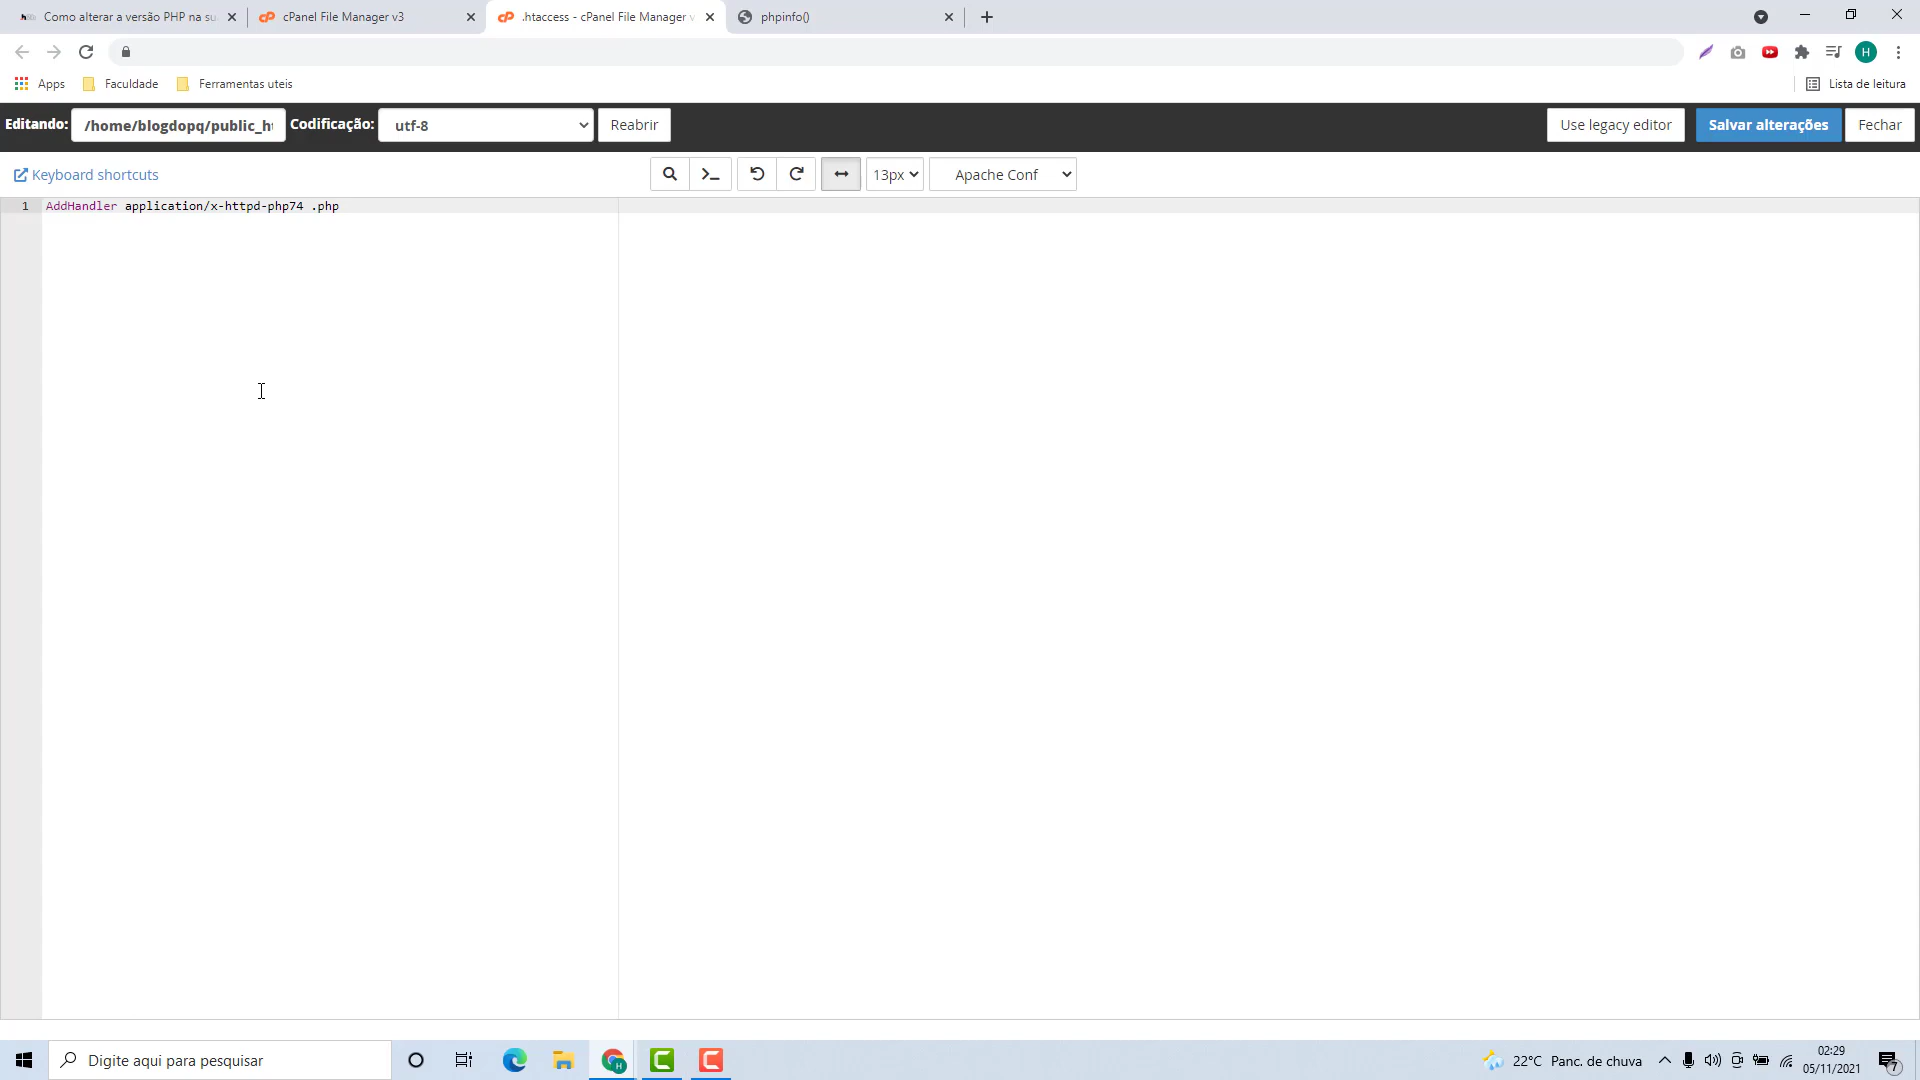 Como alterar a versão PHP na su
cPanel File Manager v3
.htaccess - cPanel File Manager v
phpinfo()
H
Apps
Faculdade
Ferramentas uteis
Lista de leitura
Editando:
/home/blogdopq/public_h
Codificação:
utf-8
Reabrir
Use legacy editor
Salvar alterações
Fechar
Keyboard shortcuts
13px
Apache Conf
1 AddHandler application/x-httpd-php74 .php
Digite aqui para pesquisar
22°C Panc. de chuva
02:29
05/11/2021
7